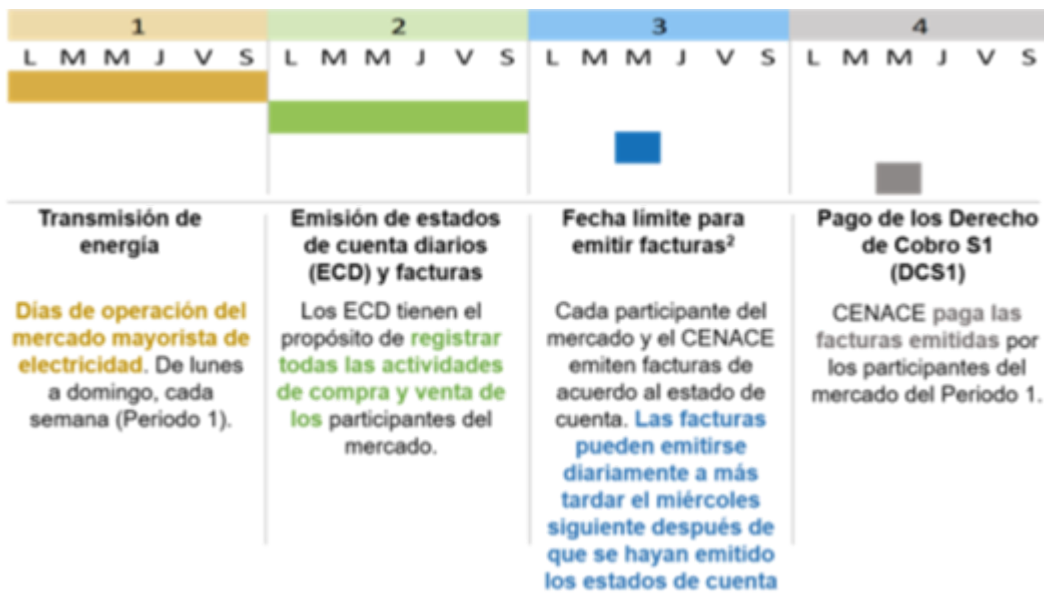 1 2 3 4
L M M J V S L M M J V S L M M J V S L M M J V S
Transmisión de
energía
Días de operación del
mercado mayorista de
electricidad. De lunes
a domingo, cada
semana (Periodo 1).
Emisión de estados
de cuenta diarios
(ECD) y facturas
Los ECD tienen el
propósito de registrar
todas las actividades
de compra y venta de
los participantes del
mercado.
Fecha límite para
emitir facturas²
Cada participante del
mercado y el CENACE
emiten facturas de
acuerdo al estado de
cuenta. Las facturas
pueden emitirse
diariamente a más
tardar el miércoles
siguiente después de
que se hayan emitido
los estados de cuenta
Pago de los Derecho
de Cobro S1
(DCS1)
CENACE paga las
facturas emitidas por
los participantes del
mercado del Periodo 1.